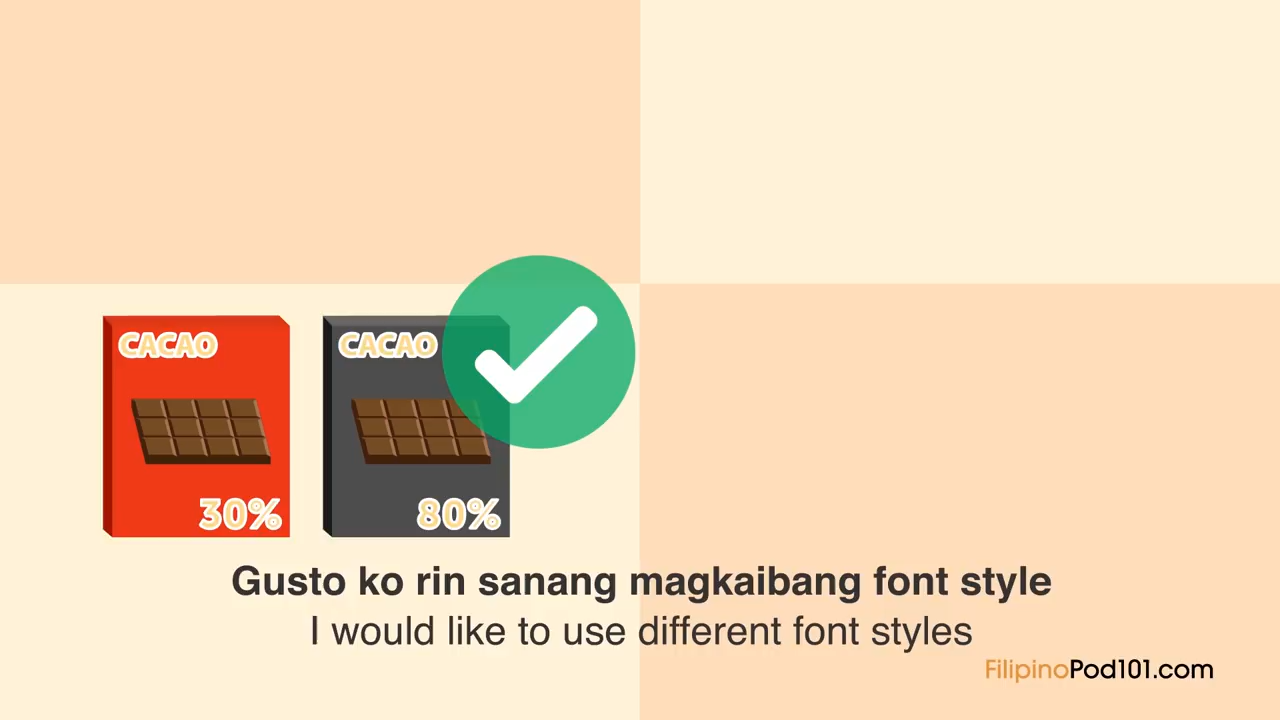 CACAO
30%
CACAO
80%
Gusto ko rin sanang magkaibang font style
I would like to use different font styles
FilipinoPod101.com